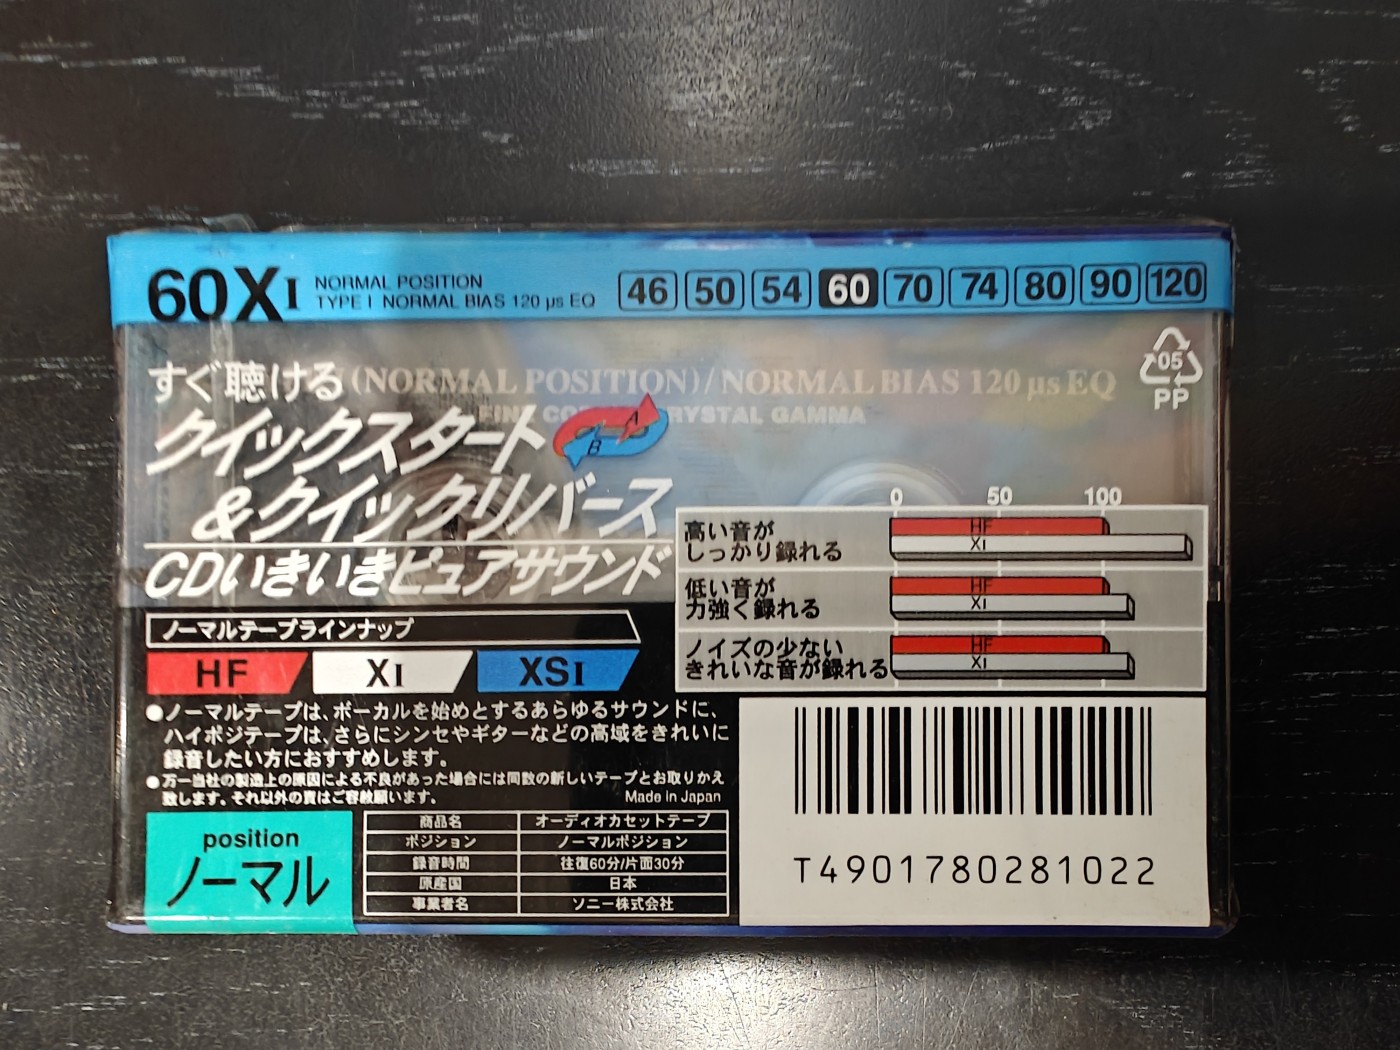 60XI
NORMAL POSITION
TYPE I NORMAL BIAS 120 µs EQ
46 50 54 60 70 74 80 90 120
すぐ聴ける
(NORMAL POSITION)/NORMAL BIAS 120 µs EQ
FINE CRYSTAL GAMMA
クイックスタート
A
B
&クイックリバース
CDいきいきピュアサウンド
05
PP
0 50 100
高い音が
しっかり録れる
HF
XI
低い音が
力強く録れる
HF
XI
ノイズの少ない
きれいな音が録れる
HF
XI
ノーマルテープラインナップ
HF XI XSI
●ノーマルテープは、ボーカルを始めとするあらゆるサウンドに、
ハイポジテープは、さらにシンセやギターなどの高域をきれいに
録音したい方におすすめします。
●万一当社の製造上の原因による不良があった場合には同数の新しいテープとお取りかえ
致します。それ以外の責はご容赦願います。
Made in Japan
position
ノーマル
商品名 オーディオカセットテープ
ポジション ノーマルポジション
録音時間 往復60分/片面30分
原産国 日本
事業者名 ソニー株式会社
T4901780281022